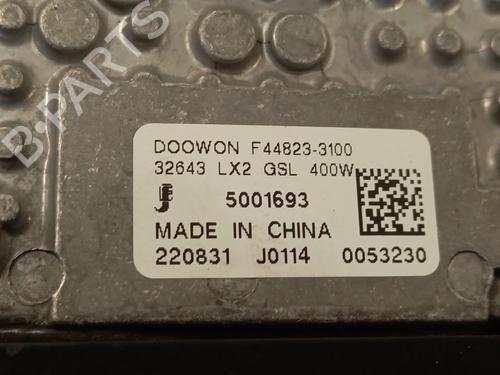 B-PARTS
DOOWON F44823-3100
32643 LX2 GSL 400W
5001693
MADE IN CHINA
220831 J0114 0053230